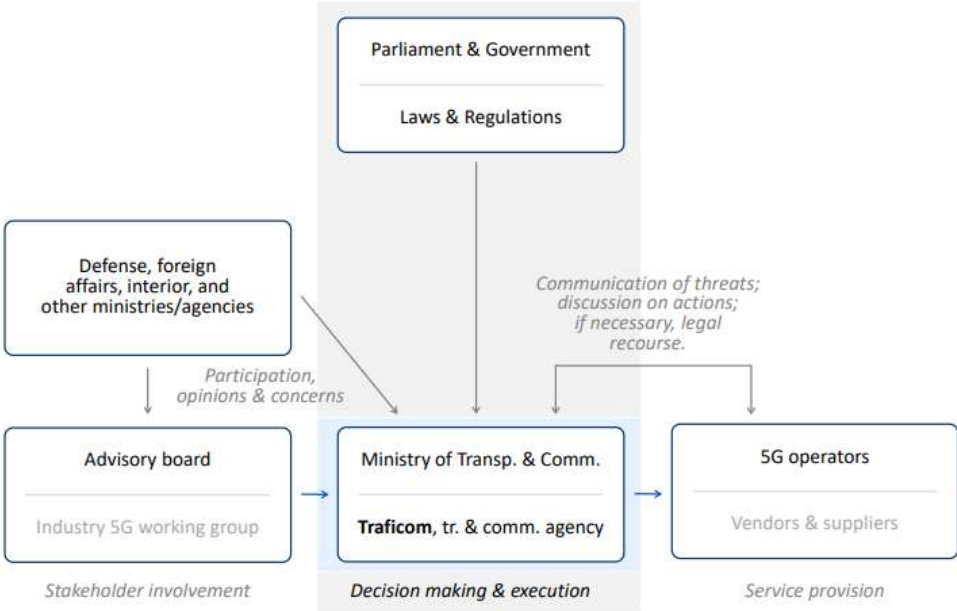 Parliament & Government
Laws & Regulations
Defense, foreign
affairs, interior, and
other ministries/agencies
Communication of threats;
discussion on actions;
if necessary, legal
recourse.
Participation,
opinions & concerns
Advisory board
Industry 5G working group
Ministry of Transp. & Comm.
Traficom, tr. & comm. agency
5G operators
Vendors & suppliers
Stakeholder involvement
Decision making & execution
Service provision